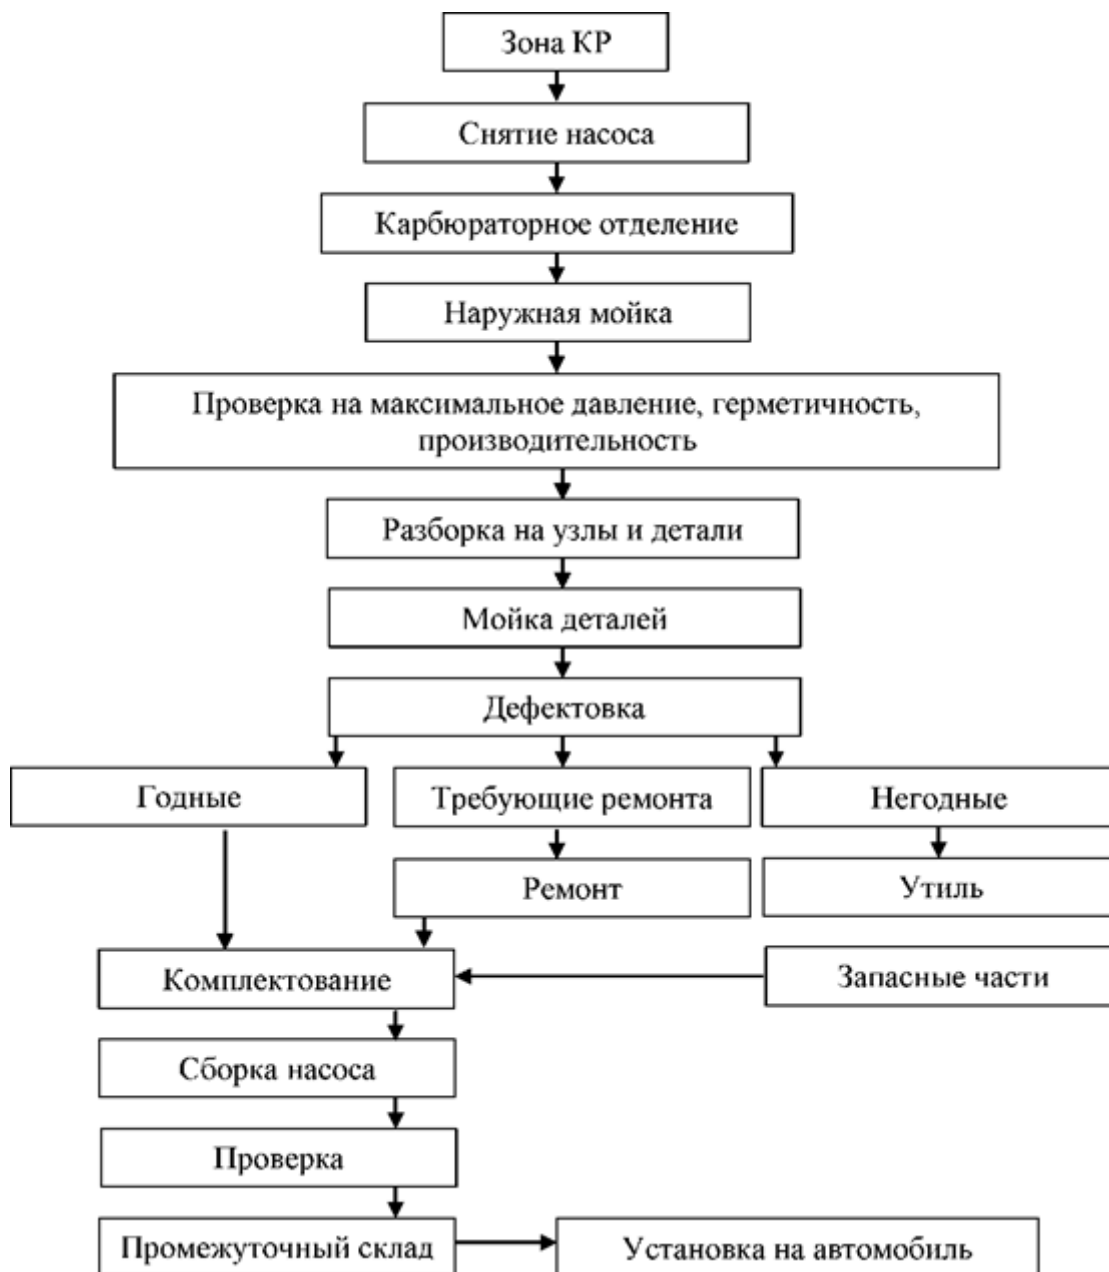 Зона КР
Снятие насоса
Карбюраторное отделение
Наружная мойка
Проверка на максимальное давление, герметичность,
производительность
Разборка на узлы и детали
Мойка деталей
Дефектовка
Годные
Требующие ремонта
Негодные
Ремонт
Утиль
Комплектование
Запасные части
Сборка насоса
Проверка
Промежуточный склад
Установка на автомобиль